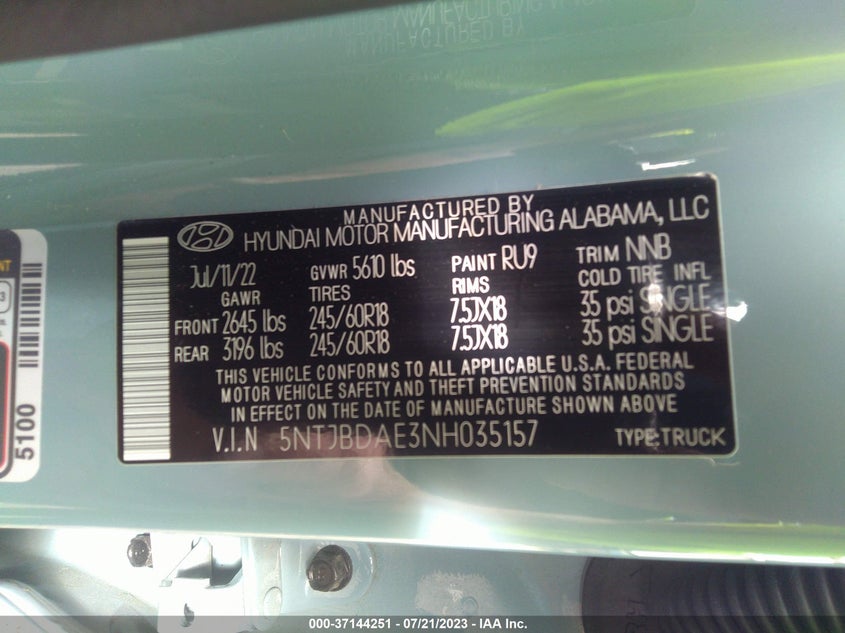 MANUFACTURED BY
HYUNDAI MOTOR MANUFACTURING ALABAMA, LLC
Jul/11/22 GVWR 5610 lbs PAINT RU9 TRIM NNB
GAWR TIRES RIMS COLD TIRE INFL
FRONT 2645 lbs 245/60R18 7.5JX18 35 psi SINGLE
REAR 3196 lbs 245/60R18 7.5JX18 35 psi SINGLE
THIS VEHICLE CONFORMS TO ALL APPLICABLE U.S.A. FEDERAL
MOTOR VEHICLE SAFETY AND THEFT PREVENTION STANDARDS
IN EFFECT ON THE DATE OF MANUFACTURE SHOWN ABOVE
V.I.N 5NTJBDAE3NH035157 TYPE:TRUCK
5100
000-37144251 - 07/21/2023 - IAA Inc.